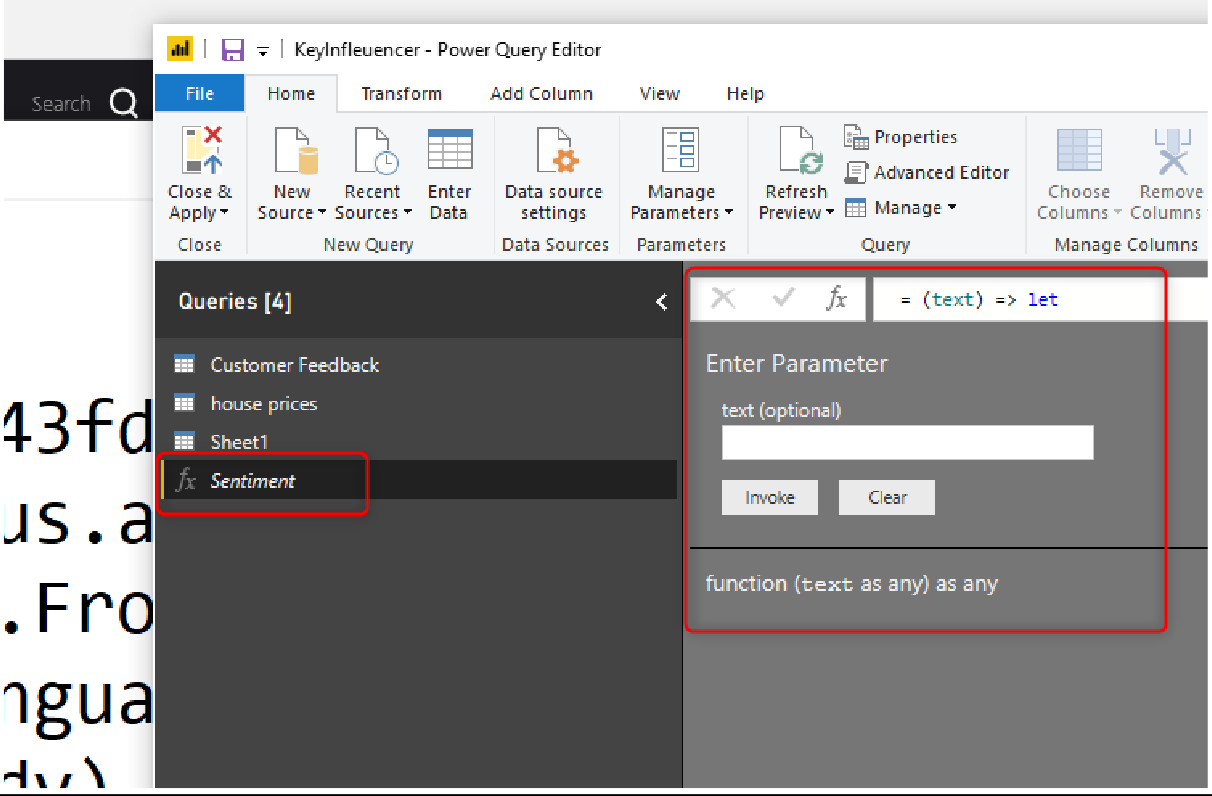 KeyInfleuencer - Power Query Editor
Search
File Home Transform Add Column View Help
Close & Apply
New Source
Recent Sources
Enter Data
Data source settings
Manage Parameters
Refresh Preview
Properties
Advanced Editor
Manage
Choose Columns
Remove Columns
Close
New Query
Data Sources
Parameters
Query
Manage Columns
Queries [4]
fx
= (text) => let
Customer Feedback
house prices
Sheet1
fx Sentiment
Enter Parameter
text (optional)
Invoke Clear
function (text as any) as any
43fd
us.a
.Fro
ngua